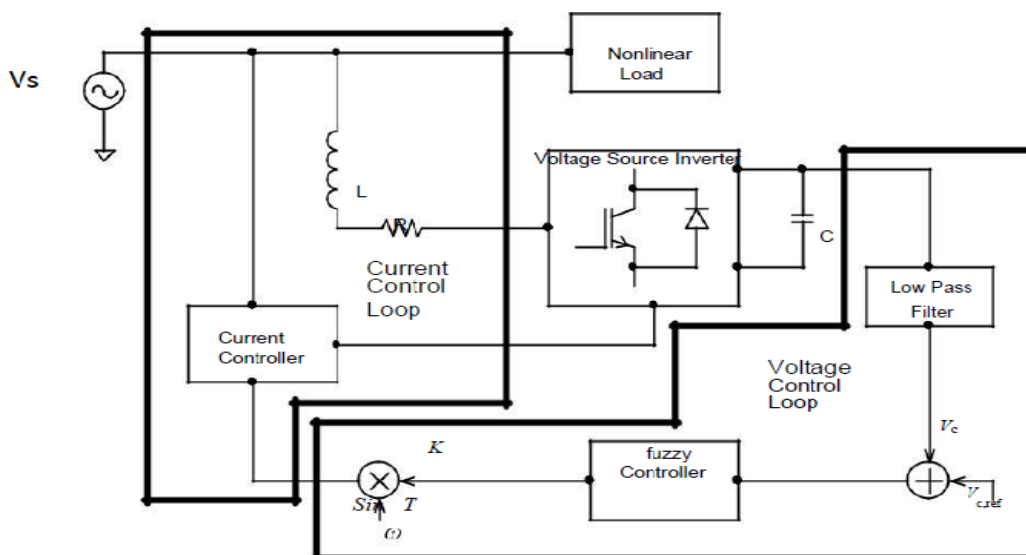 Vs
Nonlinear
Load
Voltage Source Inverter
L
R
C
Current
Control
Loop
Low Pass
Filter
Current
Controller
Voltage
Control
Loop
K
fuzzy
Controller
Vc
Vc,ref
Sin T
ω